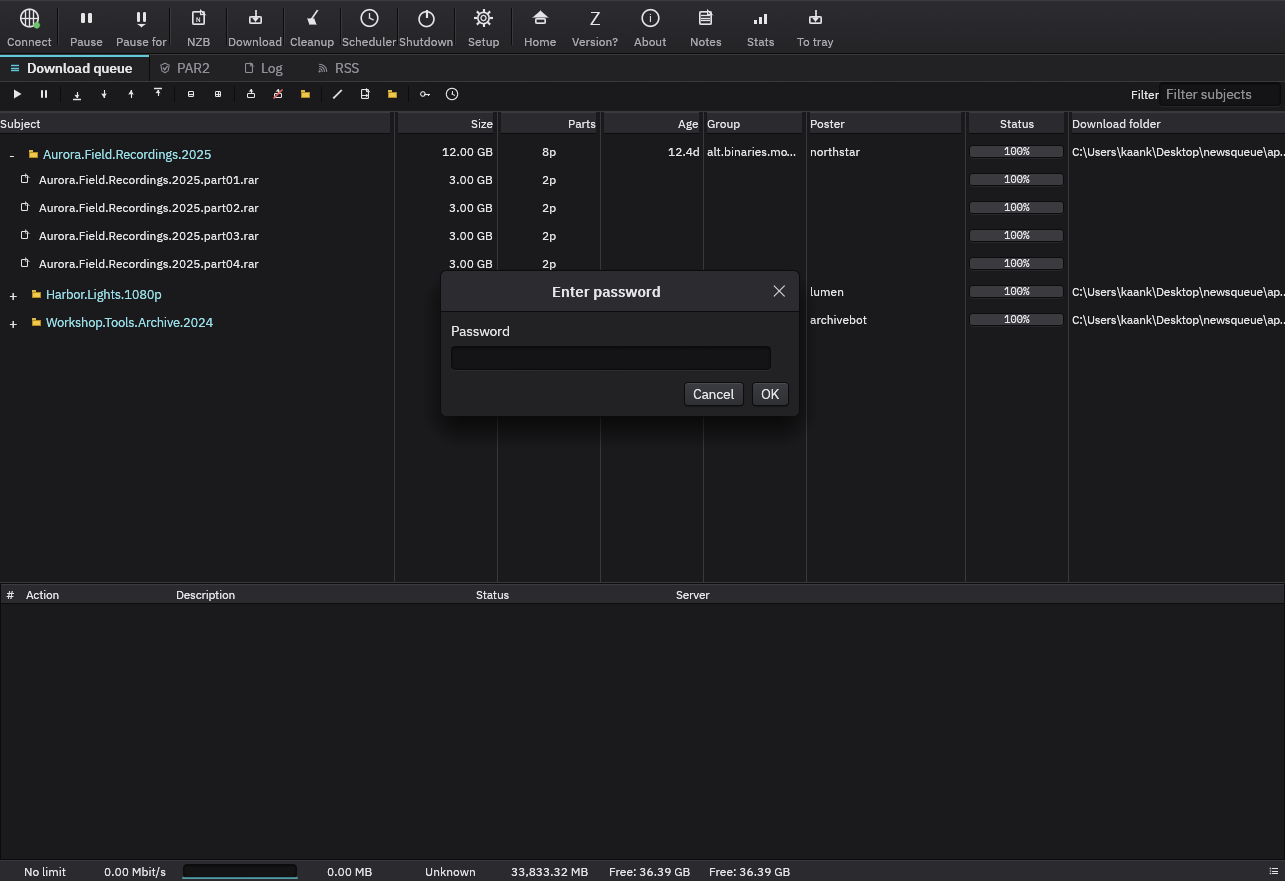 Connect Pause Pause for NZB Download Cleanup Scheduler Shutdown Setup Home Version? About Notes Stats To tray
Download queue PAR2 Log RSS
Filter Filter subjects
Subject Size Parts Age Group Poster Status Download folder
- Aurora.Field.Recordings.2025 12.00 GB 8p 12.4d alt.binaries.mo... northstar 100% C:\Users\kaank\Desktop\newsqueue\ap...
Aurora.Field.Recordings.2025.part01.rar 3.00 GB 2p 100%
Aurora.Field.Recordings.2025.part02.rar 3.00 GB 2p 100%
Aurora.Field.Recordings.2025.part03.rar 3.00 GB 2p 100%
Aurora.Field.Recordings.2025.part04.rar 3.00 GB 2p 100%
+ Harbor.Lights.1080p lumen 100% C:\Users\kaank\Desktop\newsqueue\ap...
+ Workshop.Tools.Archive.2024 archivebot 100% C:\Users\kaank\Desktop\newsqueue\ap...
Enter password
Password
Cancel OK
# Action Description Status Server
No limit 0.00 Mbit/s 0.00 MB Unknown 33,833.32 MB Free: 36.39 GB Free: 36.39 GB